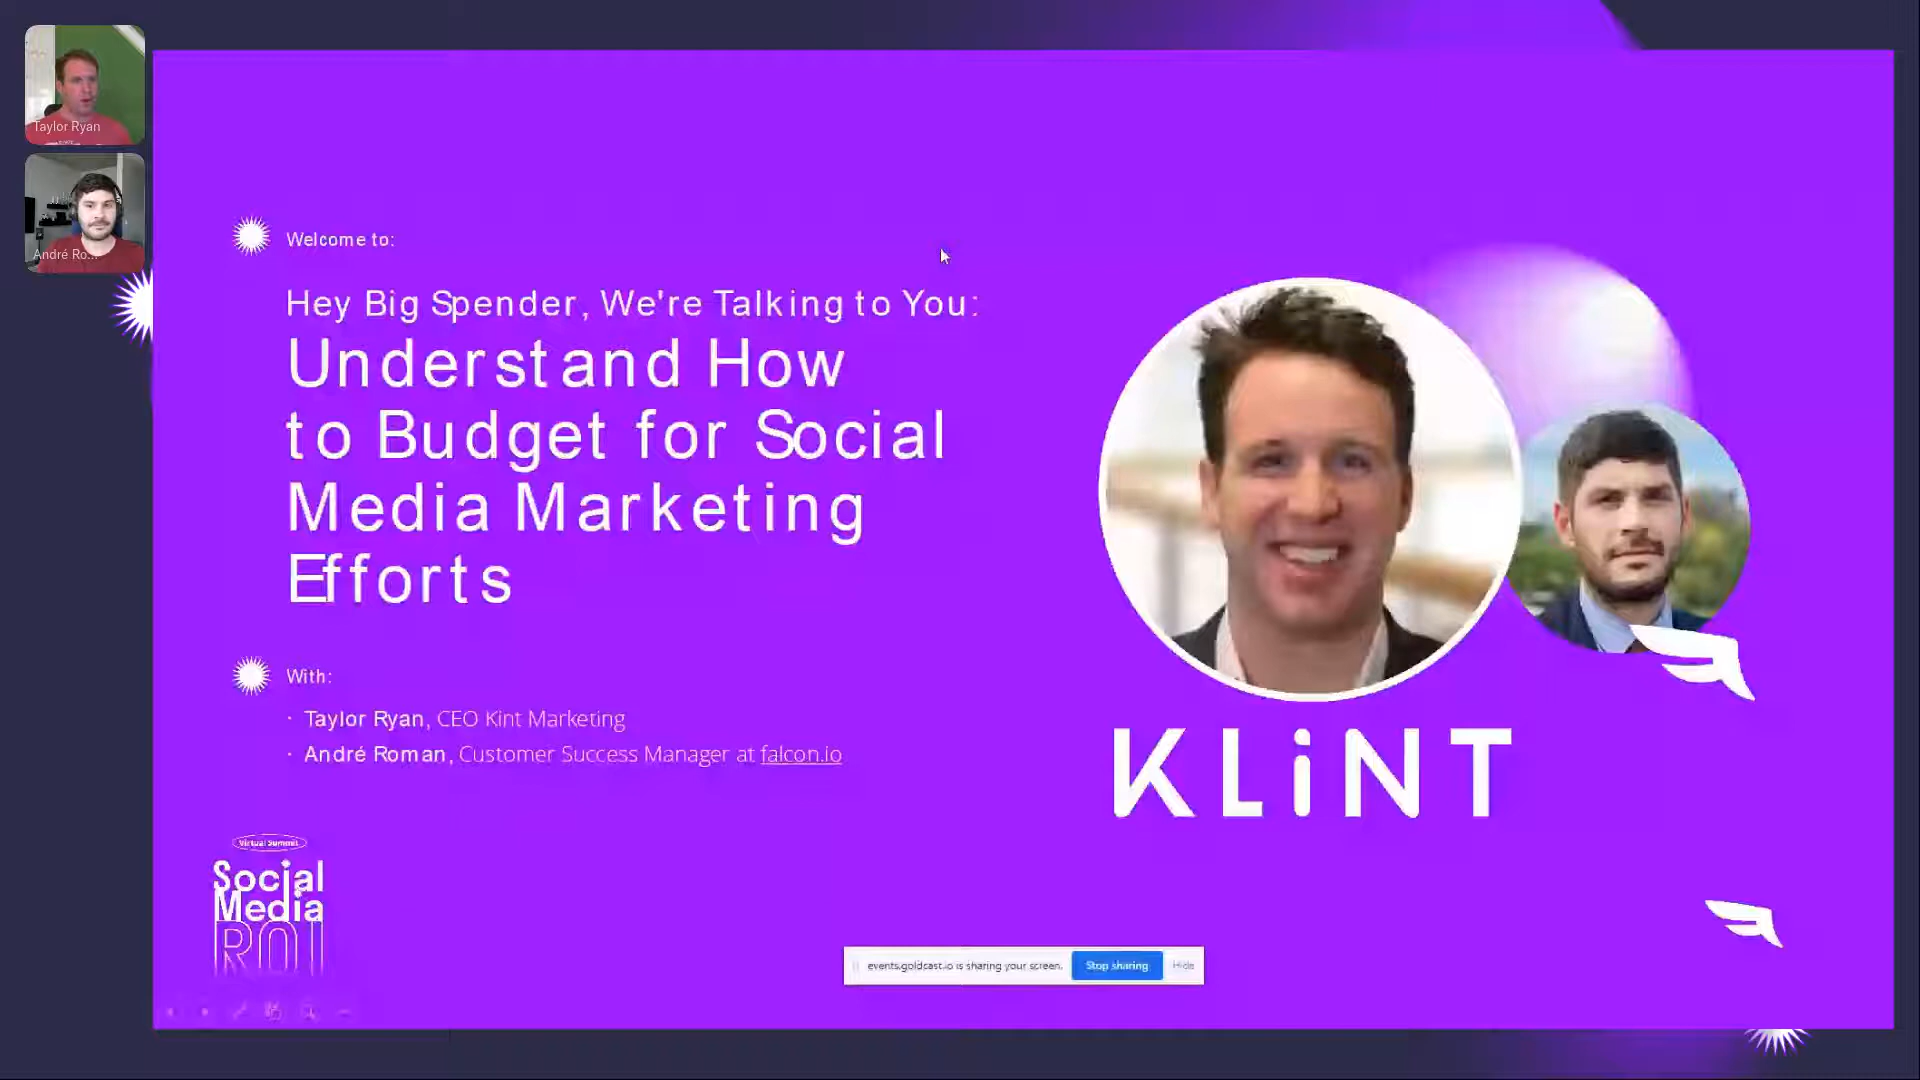 Taylor Ryan
André Ro...
Welcome to:
Hey Big Spender, We're Talking to You:
Understand How
to Budget for Social
Media Marketing
Efforts
With:
· Taylor Ryan, CEO Kint Marketing
· André Roman, Customer Success Manager at falcon.io
KLiNT
Virtual Summit
Social
Media
ROI
events.goldcast.io is sharing your screen.
Stop sharing
Hide